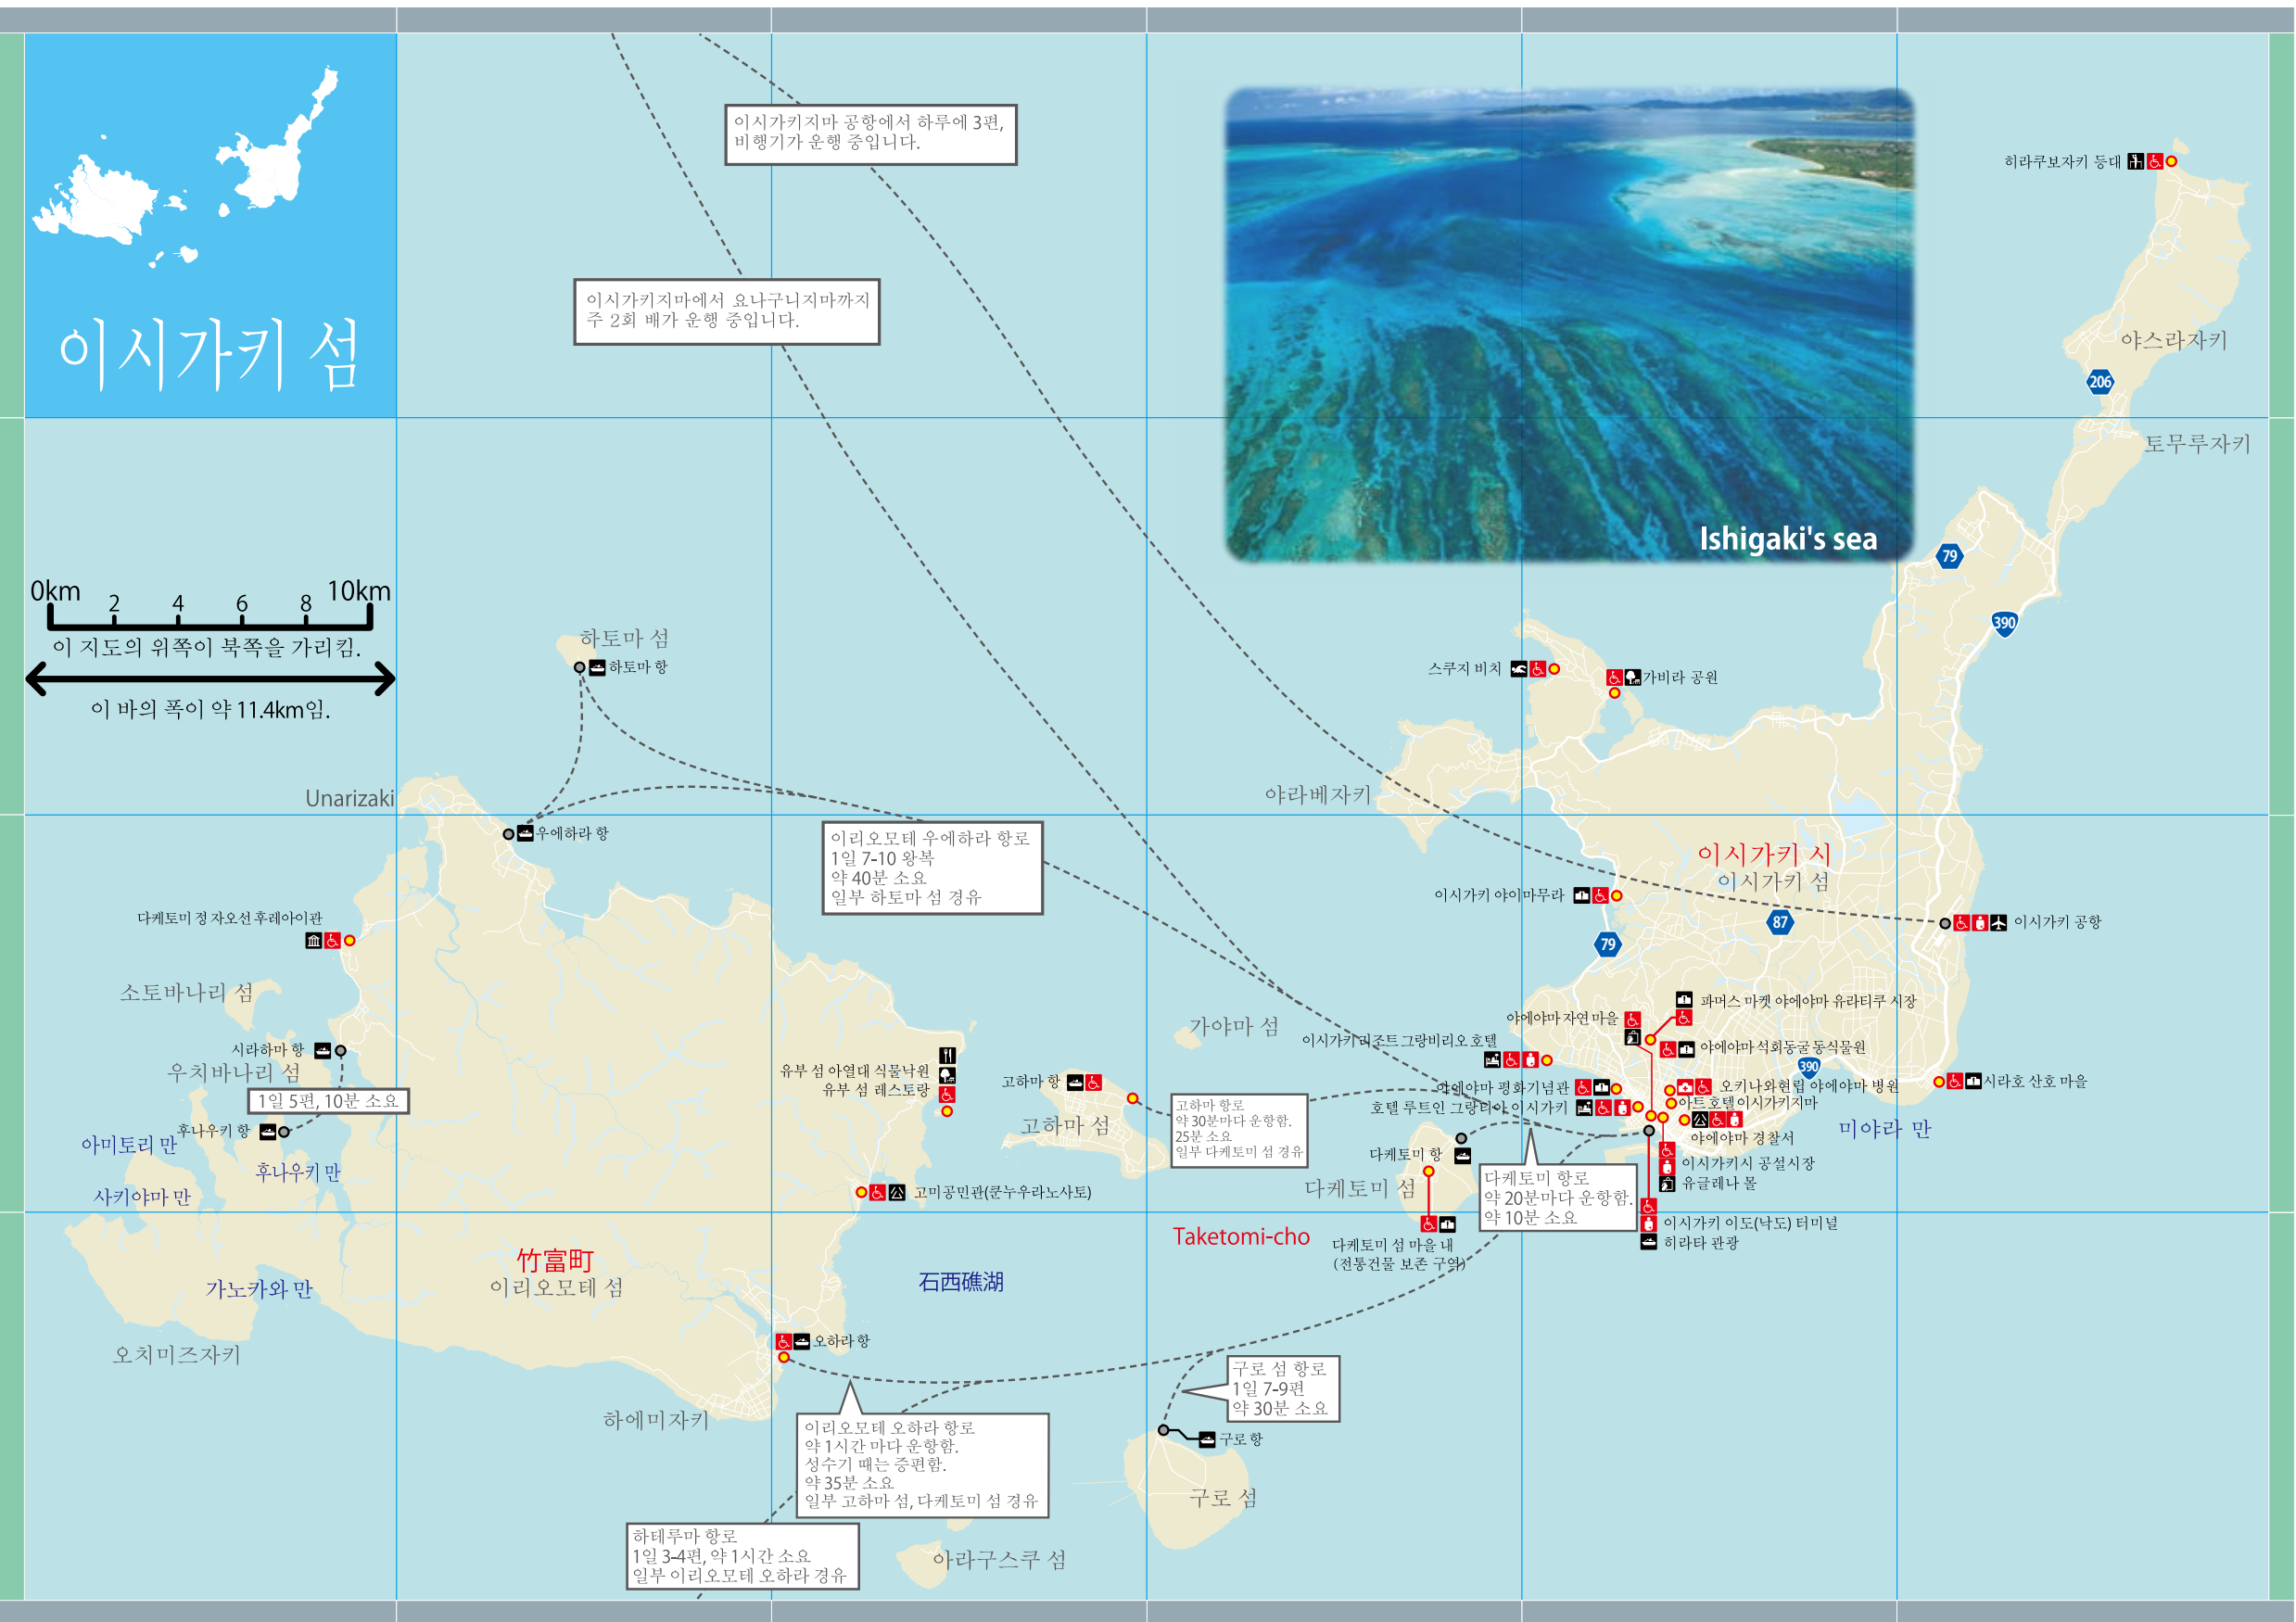 이시가키 섬
이시가키지마 공항에서 하루에 3편,
비행기가 운행 중입니다.
이시가키지마에서 요나구니지마까지
주 2회 배가 운행 중입니다.
Ishigaki's sea
히라쿠보자키 등대
야스라자키
206
토무루자키
79
390
0km
2
4
6
8
10km
이 지도의 위쪽이 북쪽을 가리킴.
이 바의 폭이 약 11.4km임.
하토마 섬
하토마 항
스쿠지 비치
가비라 공원
Unarizaki
야라베자키
우에하라 항
이리오모테 우에하라 항로
1일 7-10 왕복
약 40분 소요
일부 하토마 섬 경유
이시가키 시
이시가키 섬
이시가키 야이마무라
87
79
이시가키 공항
다케토미 정 자오선 후레아이관
소토바나리 섬
시라하마 항
우치바나리 섬
1일 5편, 10분 소요
후나우키 항
아미토리 만
후나우키 만
사키야마 만
유부 섬 아열대 식물낙원
유부 섬 레스토랑
고하마 항
고하마 섬
가야마 섬
고하마 항로
약 30분마다 운항함.
25분 소요
일부 다케토미 섬 경유
파머스 마켓 야에야마 유라티쿠 시장
야에야마 자연 마을
이시가키 리조트 그랑비리오 호텔
야에야마 석회동굴 동식물원
390
시라호 산호 마을
야에야마 평화기념관
오키나와현립 야에야마 병원
호텔 루트인 그랑티아 이시가키
아트 호텔 이시가키지마
미야라 만
야에야마 경찰서
다케토미 항
이시가키시 공설시장
유글레나 몰
다케토미 섬
다케토미 항로
약 20분마다 운항함.
약 10분 소요
고미공민관(쿤누우라노사토)
이시가키 이도(낙도) 터미널
히라타 관광
Taketomi-cho
다케토미 섬 마을 내
(전통건물 보존 구역)
竹富町
이리오모테 섬
石西礁湖
가노카와 만
오치미즈자키
오하라 항
하에미자키
구로 섬 항로
1일 7-9편
약 30분 소요
구로 항
구로 섬
이리오모테 오하라 항로
약 1시간 마다 운항함.
성수기 때는 증편함.
약 35분 소요
일부 고하마 섬, 다케토미 섬 경유
하테루마 항로
1일 3-4편, 약 1시간 소요
일부 이리오모테 오하라 경유
아라구스쿠 섬